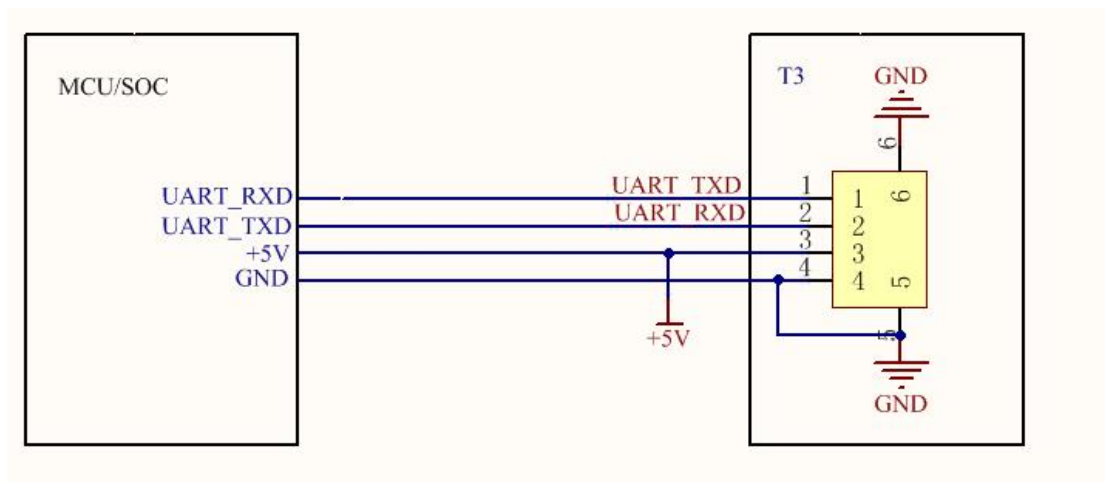 MCU/SOC
T3
GND
6
UART_RXD
UART_TXD
1
1
6
UART_TXD
UART_RXD
2
2
+5V
3
3
GND
4
4
5
+5V
5
GND